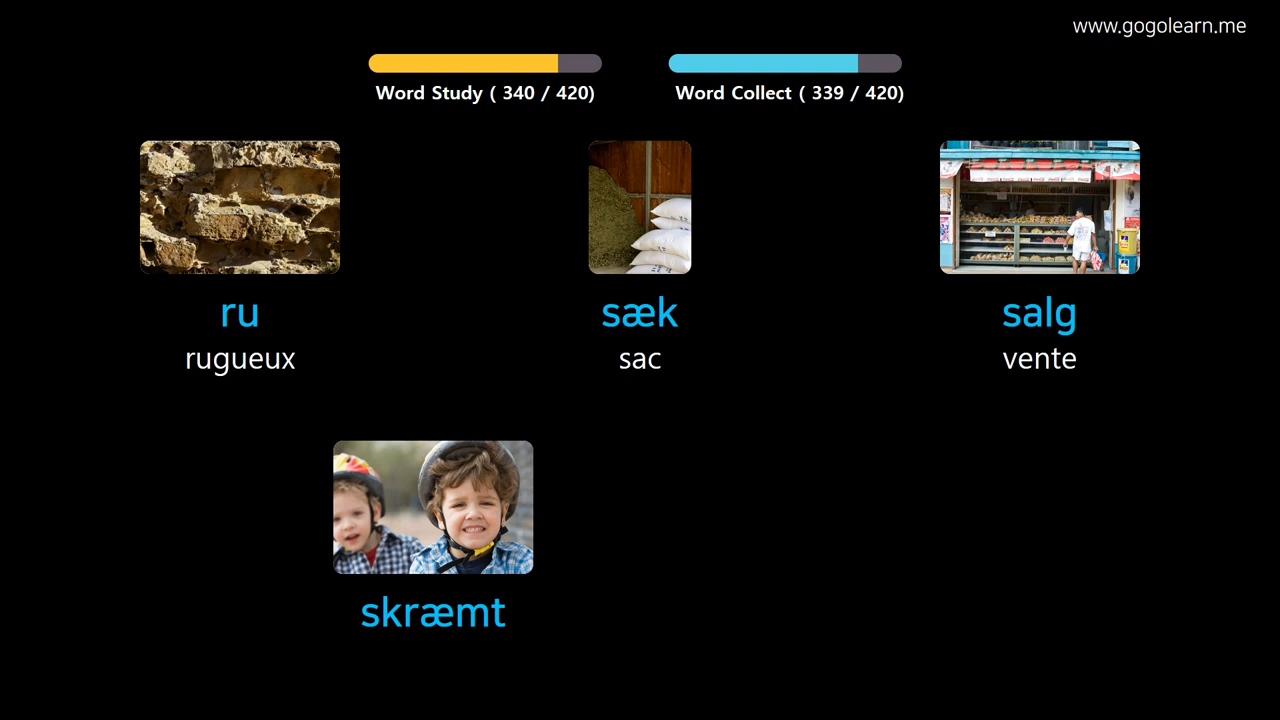 www.gogolearn.me
Word Study ( 340 / 420)
Word Collect ( 339 / 420)
ru
rugueux
sæk
sac
salg
vente
skræmt